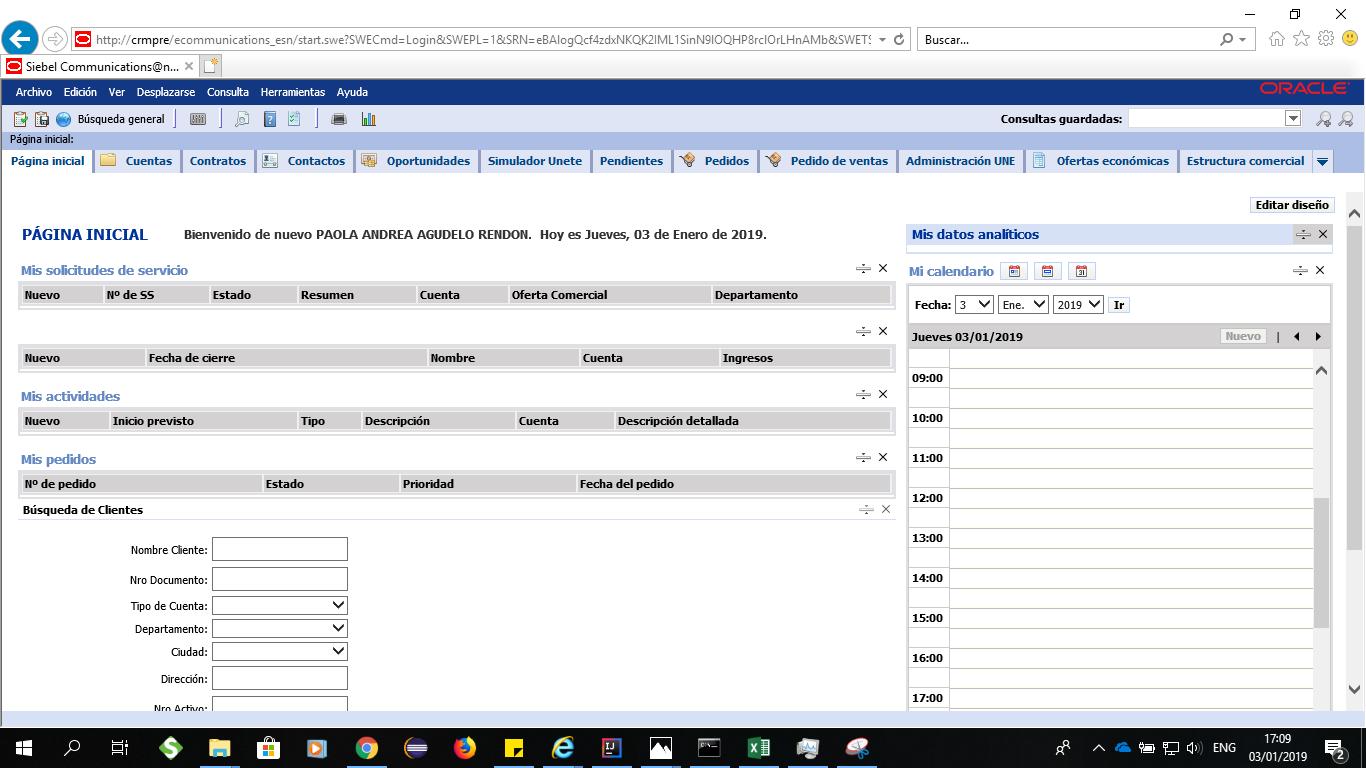 http://crmpre/ecommunications_esn/start.swe?SWECmd=Login&SWEPL=1&SRN=eBAlogQcf4zdxNKQK2IML1SinN9IOQHP8rcIOrLHnAMb&SWETS
Buscar...
Siebel Communications@n...
Archivo Edición Ver Desplazarse Consulta Herramientas Ayuda
ORACLE
Búsqueda general
Consultas guardadas:
Página inicial:
Página inicial Cuentas Contratos Contactos Oportunidades Simulador Unete Pendientes Pedidos Pedido de ventas Administración UNE Ofertas económicas Estructura comercial
Editar diseño
PÁGINA INICIAL Bienvenido de nuevo PAOLA ANDREA AGUDELO RENDON. Hoy es Jueves, 03 de Enero de 2019.
Mis solicitudes de servicio
Nuevo Nº de SS Estado Resumen Cuenta Oferta Comercial Departamento
Nuevo Fecha de cierre Nombre Cuenta Ingresos
Mis actividades
Nuevo Inicio previsto Tipo Descripción Cuenta Descripción detallada
Mis pedidos
Nº de pedido Estado Prioridad Fecha del pedido
Búsqueda de Clientes
Nombre Cliente:
Nro Documento:
Tipo de Cuenta:
Departamento:
Ciudad:
Dirección:
Nro Activo:
Mis datos analíticos
Mi calendario
31
Fecha: 3 Ene. 2019 Ir
Jueves 03/01/2019 Nuevo |
09:00
10:00
11:00
12:00
13:00
14:00
15:00
16:00
17:00
ENG
17:09
03/01/2019
2